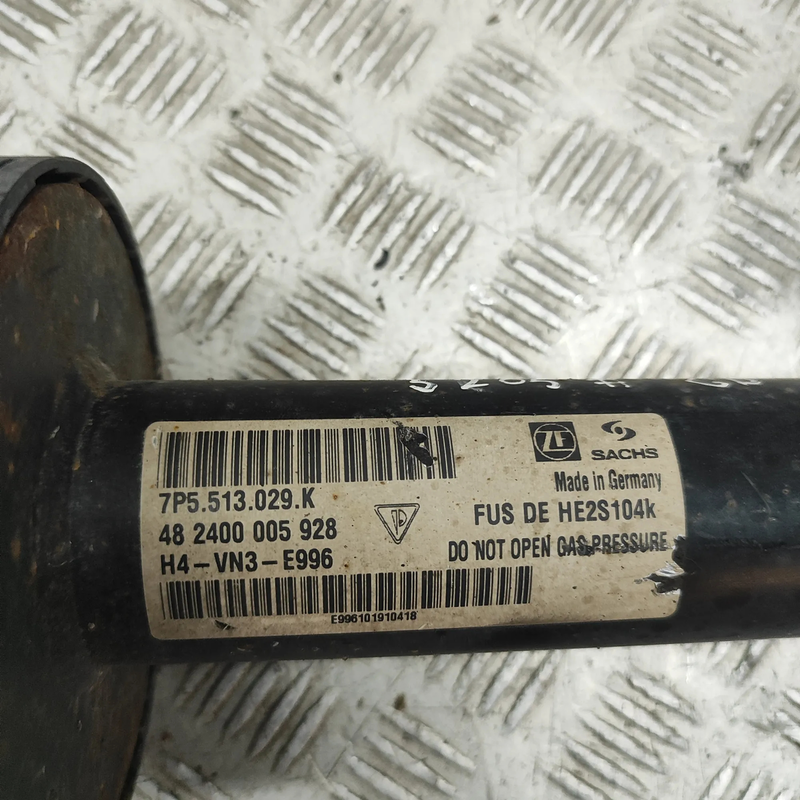 7P5.513.029.K
48 2400 005 928
H4-VN3-E996
E996101910418
ZF SACHS
Made in Germany
FUS DE HE2S104k
DO NOT OPEN GAS-PRESSURE